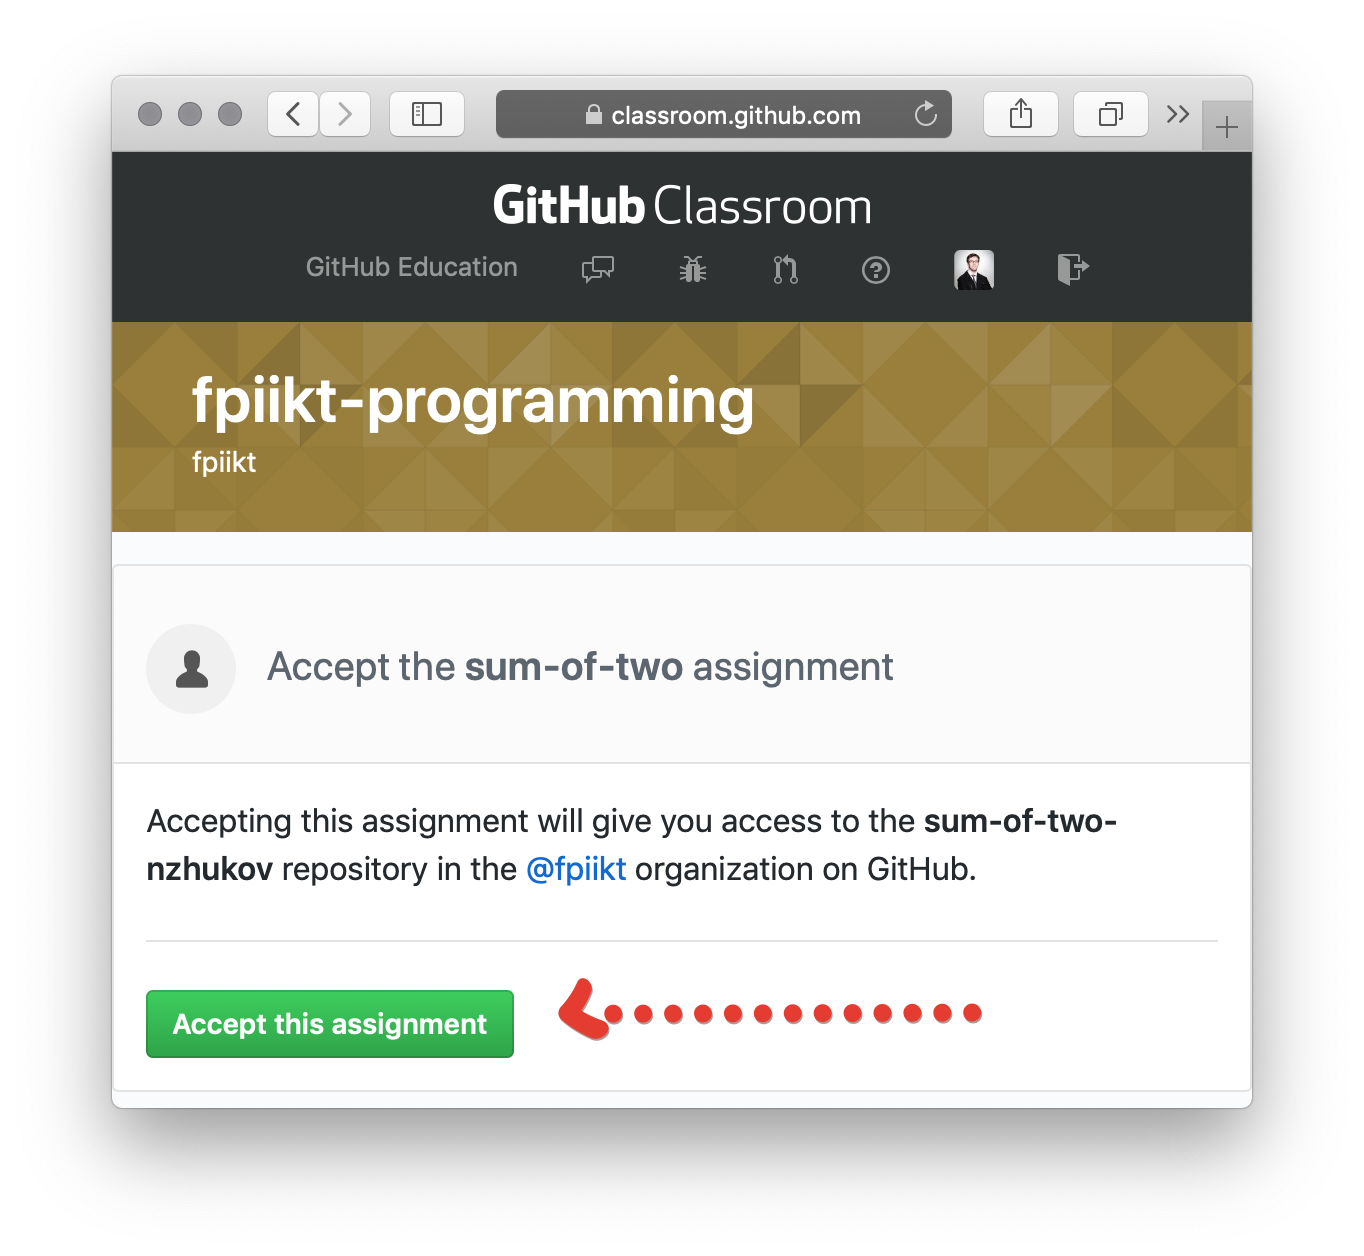 classroom.github.com
GitHub Classroom
GitHub Education
fpiikt-programming
fpiikt
Accept the sum-of-two assignment
Accepting this assignment will give you access to the sum-of-two-
nzhukov repository in the @fpiikt organization on GitHub.
Accept this assignment